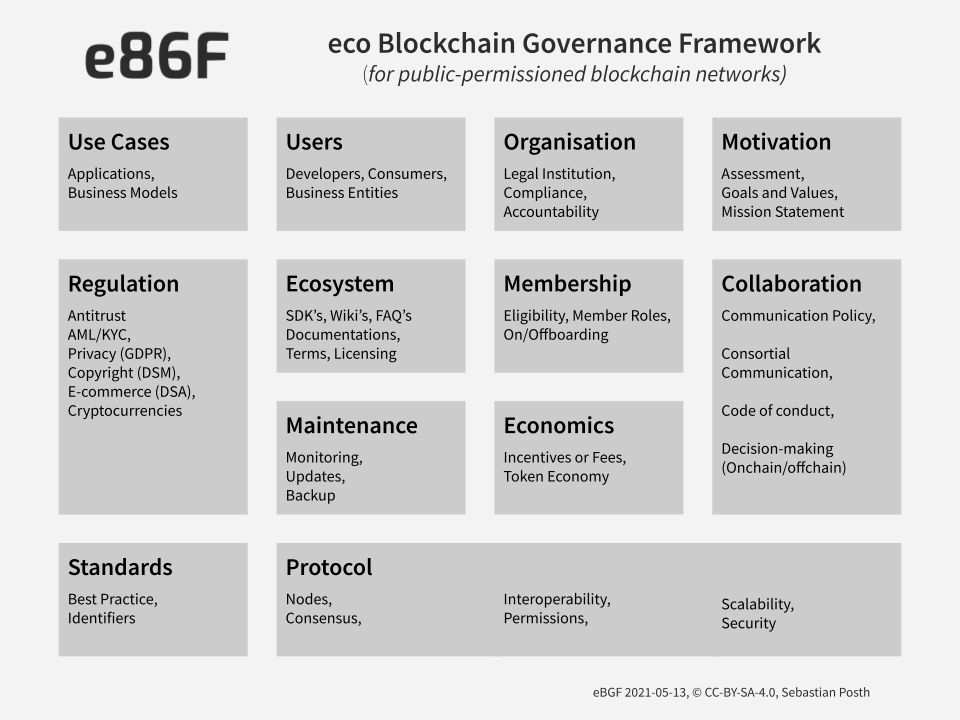 e86F
eco Blockchain Governance Framework
(for public-permissioned blockchain networks)
Use Cases
Applications,
Business Models
Users
Developers, Consumers,
Business Entities
Organisation
Legal Institution,
Compliance,
Accountability
Motivation
Assessment,
Goals and Values,
Mission Statement
Regulation
Antitrust
AML/KYC,
Privacy (GDPR),
Copyright (DSM),
E-commerce (DSA),
Cryptocurrencies
Ecosystem
SDK’s, Wiki’s, FAQ’s
Documentations,
Terms, Licensing
Membership
Eligibility, Member Roles,
On/Offboarding
Collaboration
Communication Policy,
Consortial
Communication,
Code of conduct,
Decision-making
(Onchain/offchain)
Maintenance
Monitoring,
Updates,
Backup
Economics
Incentives or Fees,
Token Economy
Standards
Best Practice,
Identifiers
Protocol
Nodes,
Consensus,
Interoperability,
Permissions,
Scalability,
Security
eBGF 2021-05-13, © CC-BY-SA-4.0, Sebastian Posth